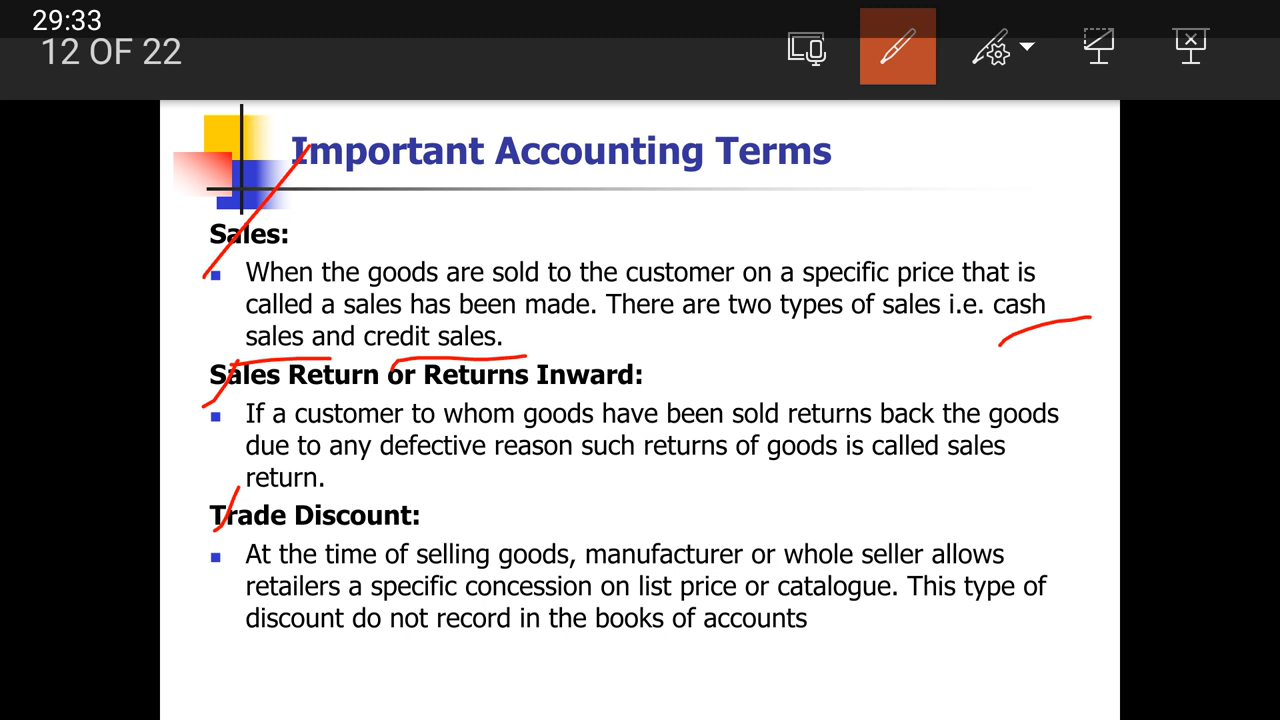 29:33
12 OF 22
Important Accounting Terms
Sales:
When the goods are sold to the customer on a specific price that is
called a sales has been made. There are two types of sales i.e. cash
sales and credit sales.
Sales Return or Returns Inward:
If a customer to whom goods have been sold returns back the goods
due to any defective reason such returns of goods is called sales
return.
Trade Discount:
At the time of selling goods, manufacturer or whole seller allows
retailers a specific concession on list price or catalogue. This type of
discount do not record in the books of accounts